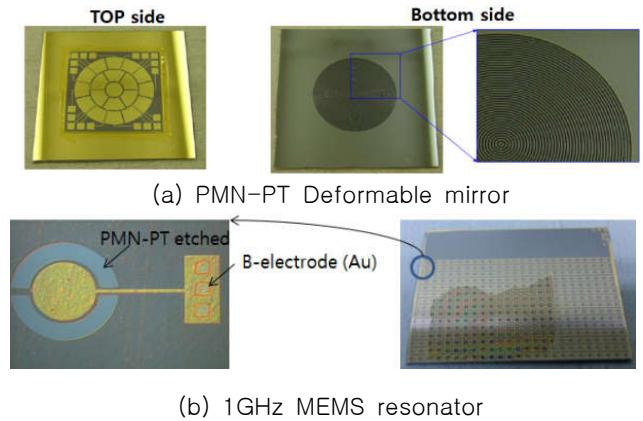 TOP side
Bottom side
(a) PMN-PT Deformable mirror
PMN-PT etched
B-electrode (Au)
(b) 1GHz MEMS resonator